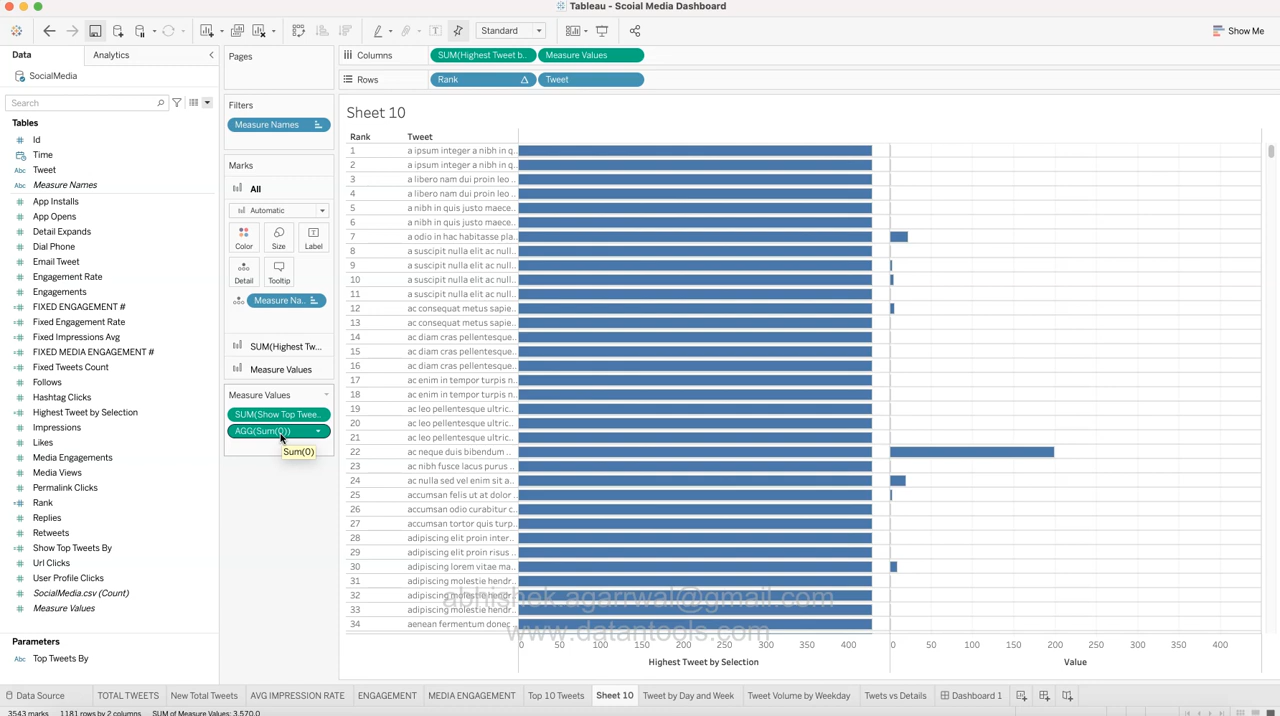 Tableau - Scoial Media Dashboard
Standard
Show Me
Data
Analytics
SocialMedia
Search
Tables
Id
Time
Abc Tweet
Abc Measure Names
App Installs
App Opens
Detail Expands
Dial Phone
Email Tweet
Engagement Rate
Engagements
FIXED ENGAGEMENT #
Fixed Engagement Rate
Fixed Impressions Avg
FIXED MEDIA ENGAGEMENT #
Fixed Tweets Count
Follows
Hashtag Clicks
Highest Tweet by Selection
Impressions
Likes
Media Engagements
Media Views
Permalink Clicks
Rank
Replies
Retweets
Show Top Tweets By
Url Clicks
User Profile Clicks
SocialMedia.csv (Count)
Measure Values
Parameters
Abc Top Tweets By
Pages
Filters
Measure Names
Marks
All
Automatic
Color
Size
Label
Detail
Tooltip
Measure Na..
SUM(Highest Tw...
Measure Values
Measure Values
SUM(Show Top Twee..
AGG(Sum(0))
Sum(0)
Columns
SUM(Highest Tweet b..
Measure Values
Rows
Rank
Tweet
Sheet 10
Rank Tweet
1 a ipsum integer a nibh in q..
2 a ipsum integer a nibh in q..
3 a libero nam dui proin leo ..
4 a libero nam dui proin leo ..
5 a nibh in quis justo maece..
6 a nibh in quis justo maece..
7 a odio in hac habitasse pla..
8 a suscipit nulla elit ac null..
9 a suscipit nulla elit ac null..
10 a suscipit nulla elit ac null..
11 a suscipit nulla elit ac null..
12 ac consequat metus sapie..
13 ac consequat metus sapie..
14 ac diam cras pellentesque..
15 ac diam cras pellentesque..
16 ac diam cras pellentesque..
17 ac enim in tempor turpis n..
18 ac enim in tempor turpis n..
19 ac leo pellentesque ultric..
20 ac leo pellentesque ultric..
21 ac leo pellentesque ultric..
22 ac neque duis bibendum ..
23 ac nibh fusce lacus purus ..
24 ac nulla sed vel enim sit a..
25 accumsan felis ut at dolor ..
26 accumsan odio curabitur c..
27 accumsan tortor quis turp..
28 adipiscing elit proin inter..
29 adipiscing elit proin risus ..
30 adipiscing lorem vitae ma..
31 adipiscing molestie hendr..
32 adipiscing molestie hendr..
33 adipiscing molestie hendr..
34 aenean fermentum donec ..
abhishek.agarrwal@gmail.com
www.datantools.com
0 50 100 150 200 250 300 350 400
0 50 100 150 200 250 300 350 400
Highest Tweet by Selection
Value
Data Source
TOTAL TWEETS
New Total Tweets
AVG IMPRESSION RATE
ENGAGEMENT
MEDIA ENGAGEMENT
Top 10 Tweets
Sheet 10
Tweet by Day and Week
Tweet Volume by Weekday
Twets vs Details
Dashboard 1
3543 marks 1181 rows by 2 columns SUM of Measure Values: 3,570.0